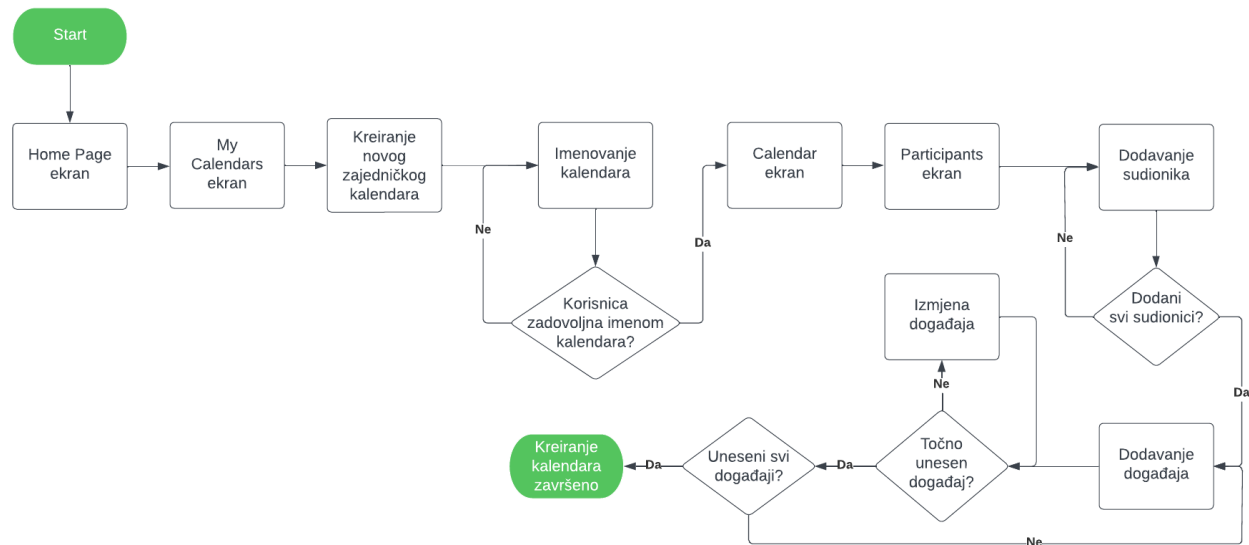 Start
Home Page
ekran
My
Calendars
ekran
Kreiranje
novog
zajedničkog
kalendara
Imenovanje
kalendara
Calendar
ekran
Participants
ekran
Dodavanje
sudionika
Ne
Da
Ne
Korisnica
zadovoljna imenom
kalendara?
Izmjena
događaja
Dodani
svi sudionici?
Ne
Da
Kreiranje
kalendara
završeno
Da
Uneseni svi
događaji?
Da
Točno
unesen
događaj?
Dodavanje
događaja
Ne